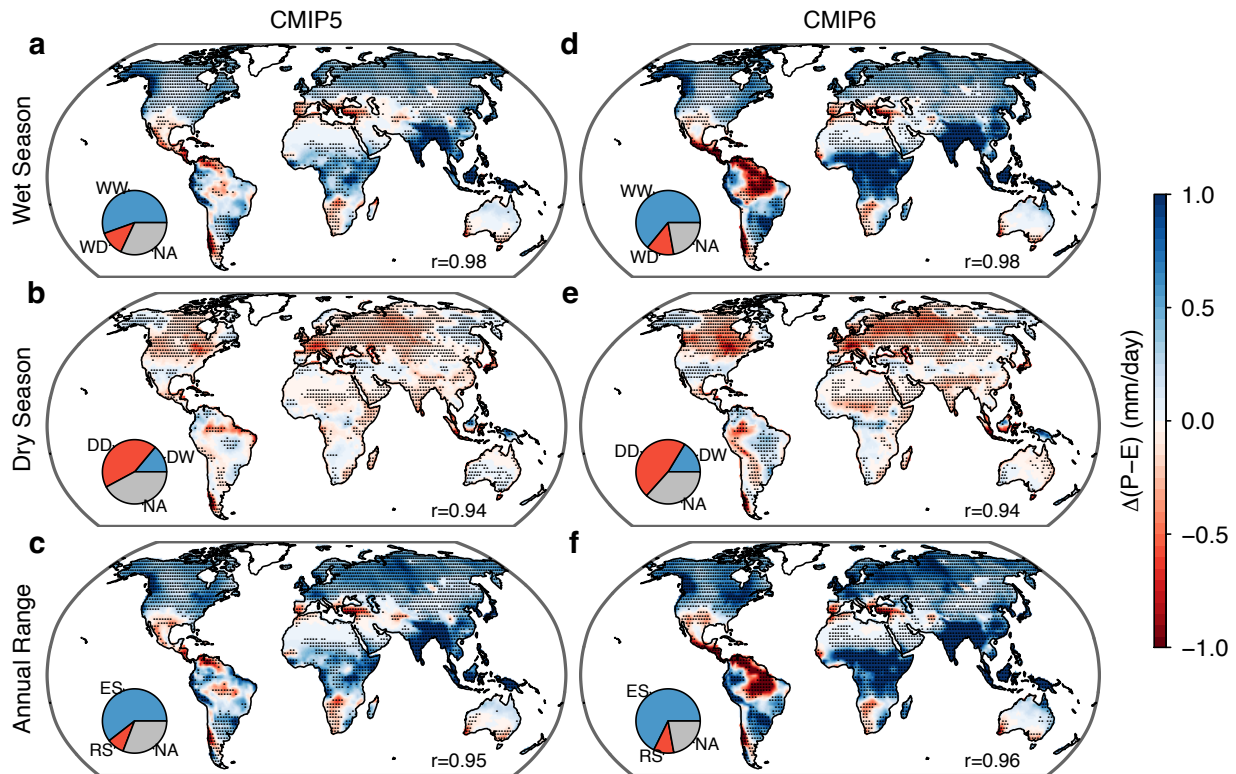 CMIP5
CMIP6
a
d
Wet Season
WW
WD
NA
r=0.98
WW
WD
NA
r=0.98
b
e
Dry Season
DD
DW
NA
r=0.94
DD
DW
NA
r=0.94
c
f
Annual Range
ES
RS
NA
r=0.95
ES
RS
NA
r=0.96
1.0
0.5
0.0
−0.5
−1.0
Δ(P−E) (mm/day)